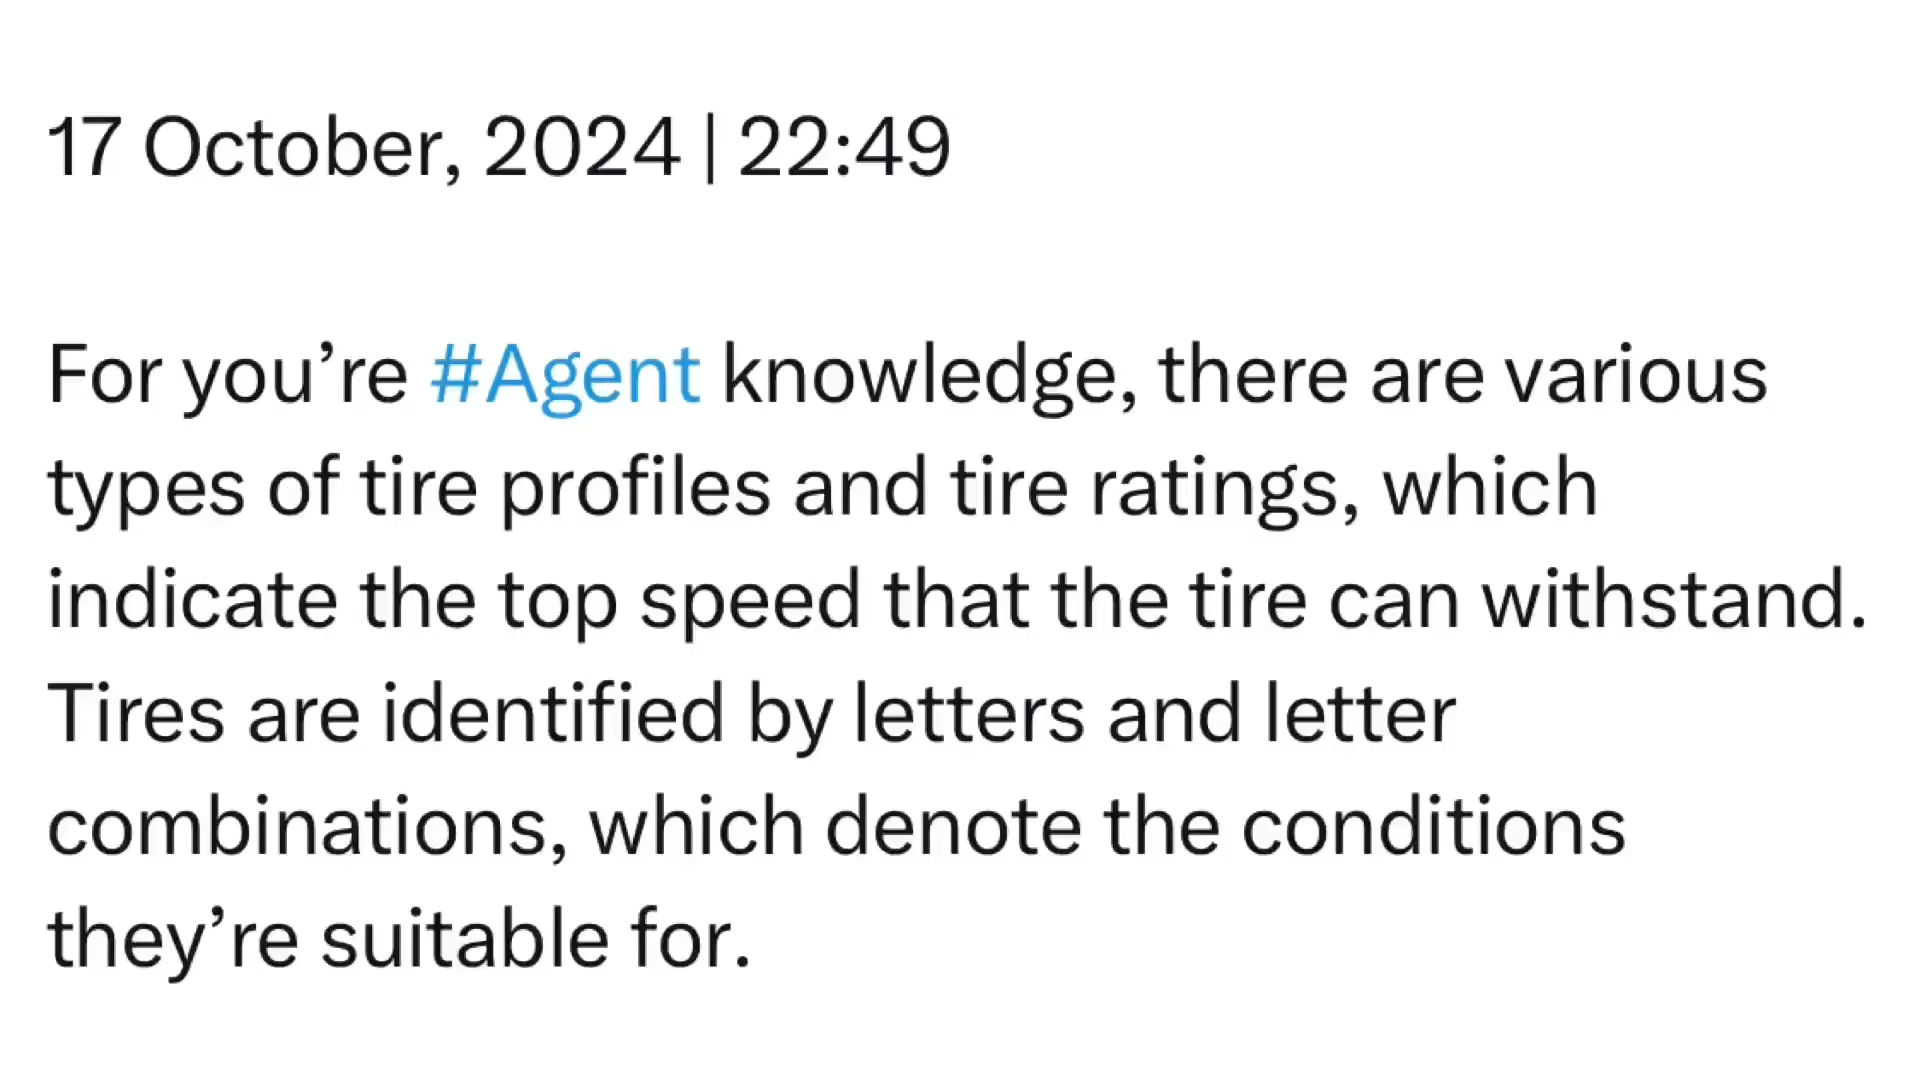 17 October, 2024 | 22:49
For you’re #Agent knowledge, there are various
types of tire profiles and tire ratings, which
indicate the top speed that the tire can withstand.
Tires are identified by letters and letter
combinations, which denote the conditions
they’re suitable for.